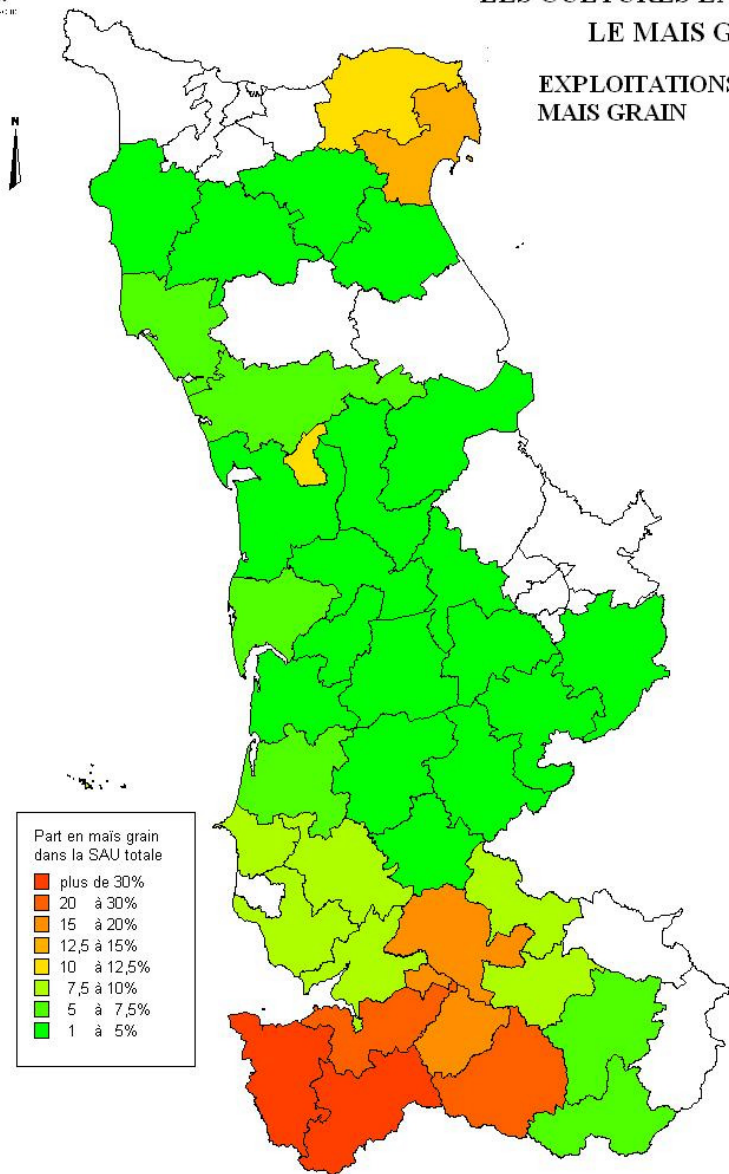 LE MAIS G
EXPLOITATIONS
MAIS GRAIN
N
Part en maïs grain
dans la SAU totale
plus de 30%
20 à 30%
15 à 20%
12,5 à 15%
10 à 12,5%
7,5 à 10%
5 à 7,5%
1 à 5%